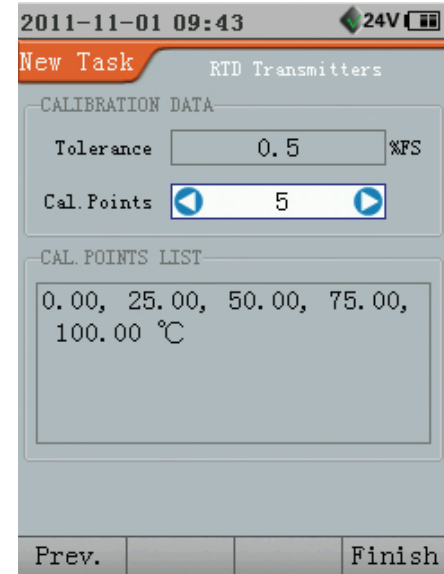 2011-11-01 09:43 24V
New Task RTD Transmitters
CALIBRATION DATA
Tolerance 0.5 %FS
Cal.Points 5
CAL.POINTS LIST
0.00, 25.00, 50.00, 75.00,
100.00 ℃
Prev. Finish